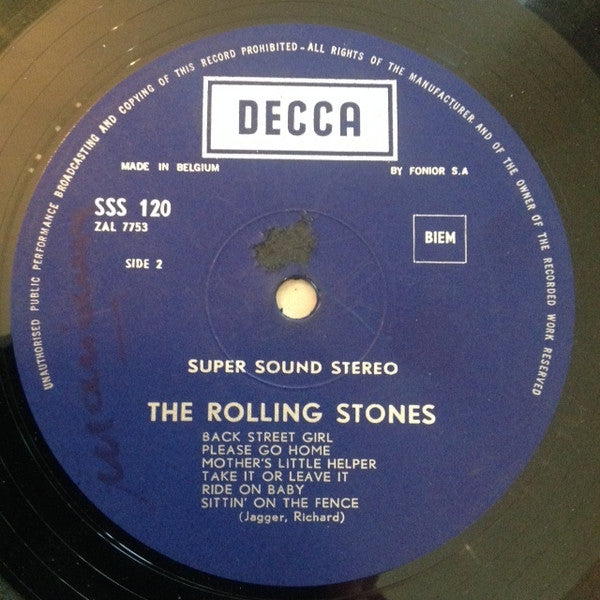 UNAUTHORISED PUBLIC PERFORMANCE BROADCASTING AND COPYING OF THIS RECORD PROHIBITED-ALL RIGHTS OF THE MANUFACTURER AND OF THE OWNER OF THE RECORDED WORK RESERVED
DECCA
MADE IN BELGIUM
BY FONIOR S.A
SSS 120
ZAL 7753
BIEM
SIDE 2
SUPER SOUND STEREO
THE ROLLING STONES
BACK STREET GIRL
PLEASE GO HOME
MOTHER'S LITTLE HELPER
TAKE IT OR LEAVE IT
RIDE ON BABY
SITTIN' ON THE FENCE
(Jagger, Richard)